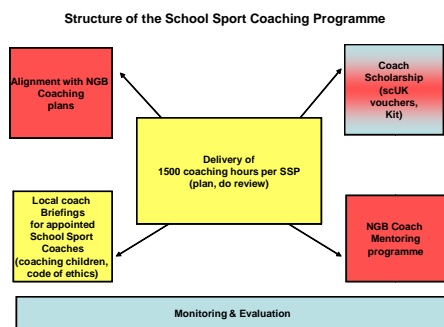 Structure of the School Sport Coaching Programme
Alignment with NGB
Coaching
plans
Coach
Scholarship
(scUK
vouchers,
Kit)
Delivery of
1500 coaching hours per SSP
(plan, do review)
Local coach
Briefings
for appointed
School Sport
Coaches
(coaching children,
code of ethics)
NGB Coach
Mentoring
programme
Monitoring & Evaluation